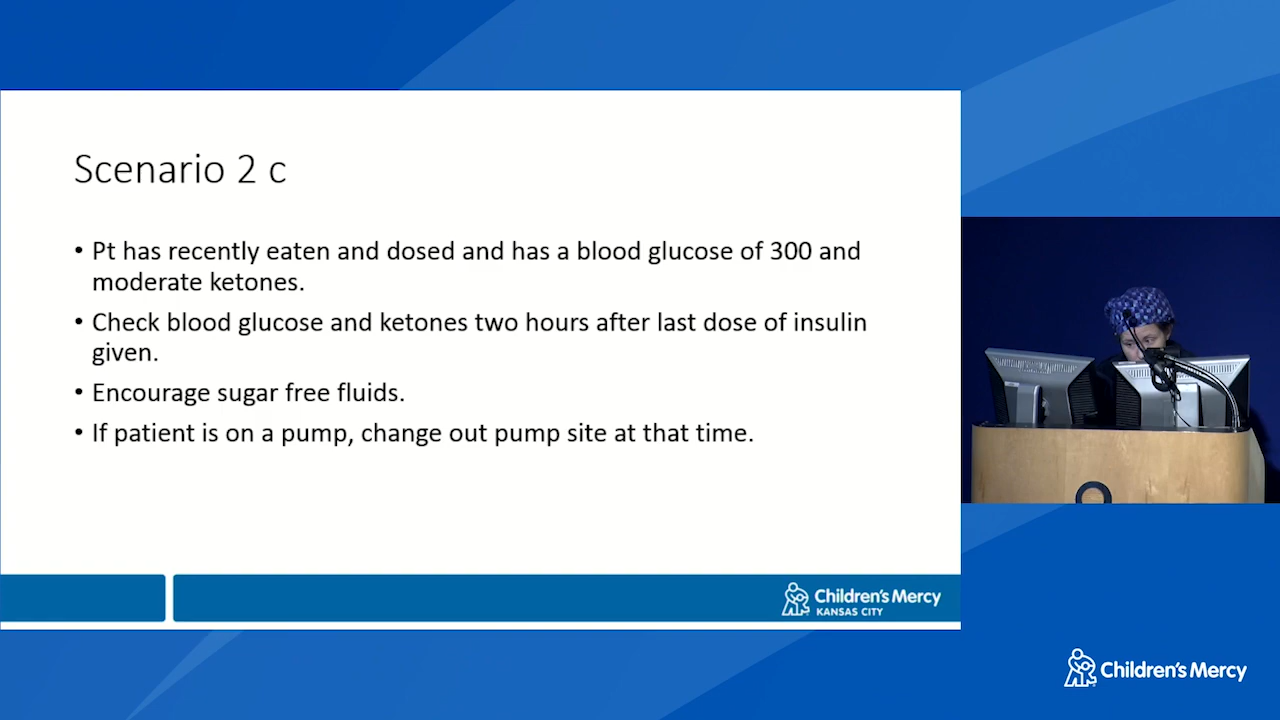 Scenario 2 c
• Pt has recently eaten and dosed and has a blood glucose of 300 and
moderate ketones.
• Check blood glucose and ketones two hours after last dose of insulin
given.
• Encourage sugar free fluids.
• If patient is on a pump, change out pump site at that time.
Children's Mercy
KANSAS CITY
Children's Mercy